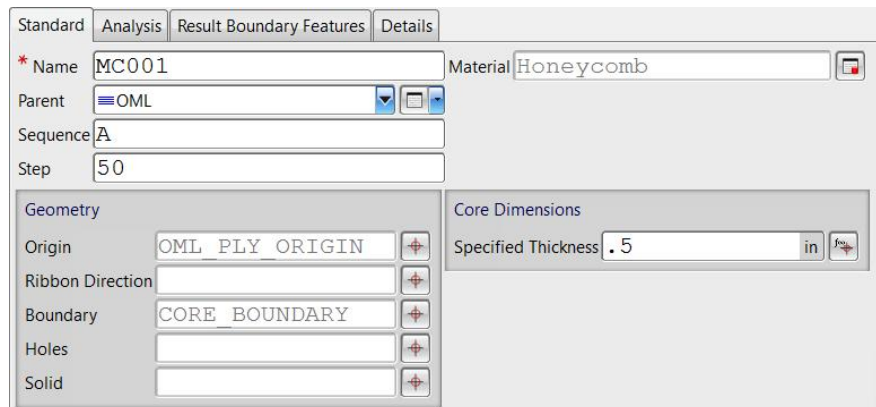 Standard Analysis Result Boundary Features Details
* Name MC001 Material Honeycomb
Parent OML
Sequence A
Step 50
Geometry Core Dimensions
Origin OML_PLY_ORIGIN Specified Thickness .5 in
Ribbon Direction
Boundary CORE_BOUNDARY
Holes
Solid